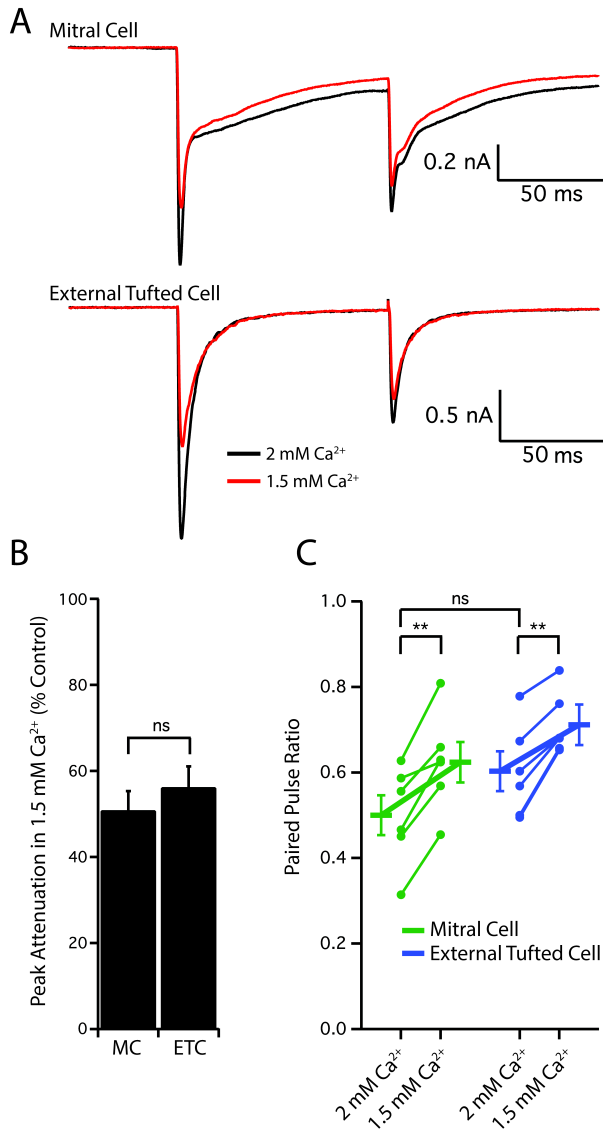 A
Mitral Cell
0.2 nA
50 ms
External Tufted Cell
0.5 nA
50 ms
2 mM Ca²⁺
1.5 mM Ca²⁺
B
Peak Attenuation in 1.5 mM Ca²⁺ (% Control)
100
80
60
40
20
0
ns
MC
ETC
C
Paired Pulse Ratio
1.0
0.8
0.6
0.4
0.2
0.0
ns
**
**
Mitral Cell
External Tufted Cell
2 mM Ca²⁺
1.5 mM Ca²⁺
2 mM Ca²⁺
1.5 mM Ca²⁺